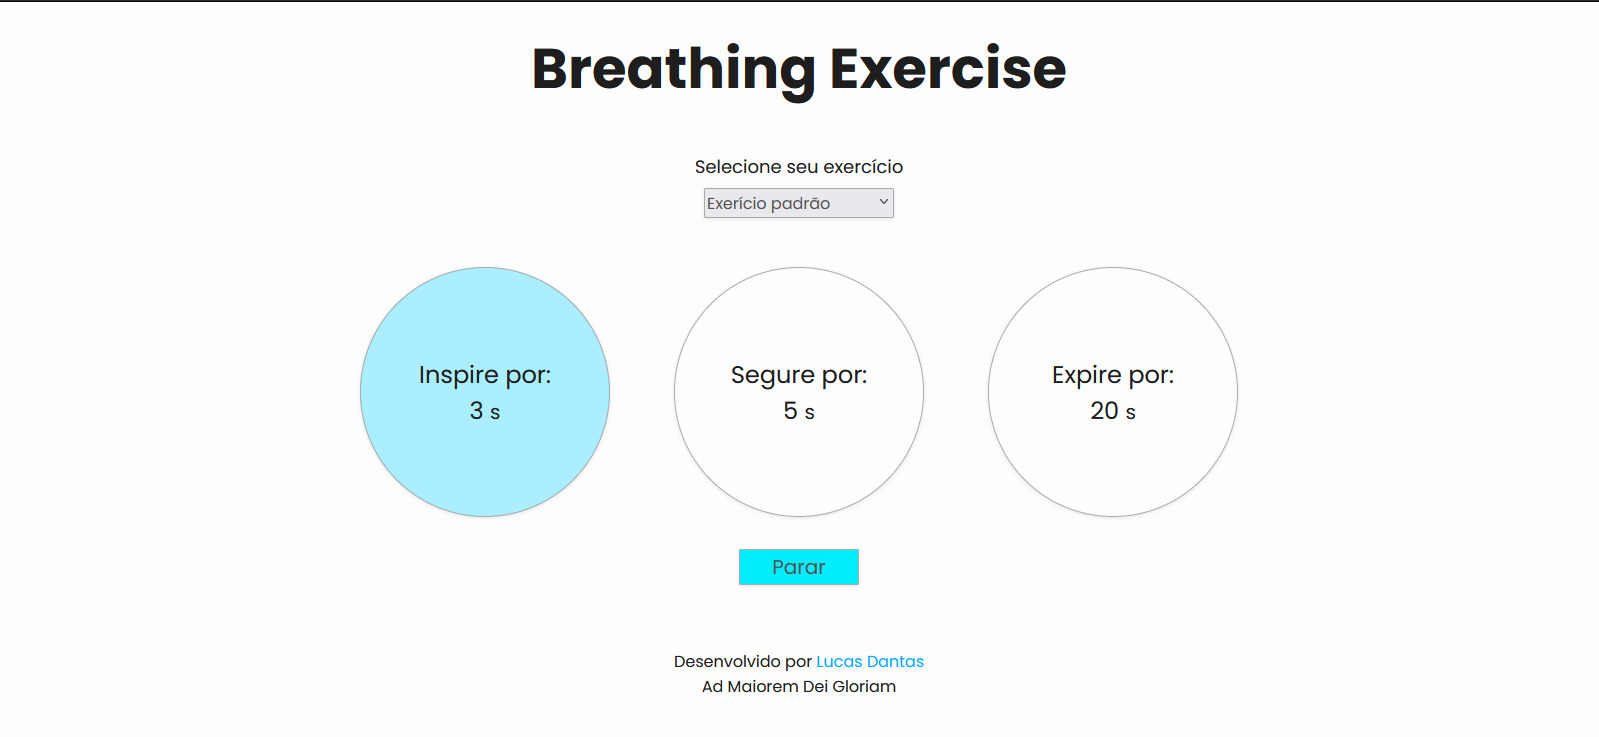 Breathing Exercise
Selecione seu exercício
Exerício padrão
Inspire por:
3 s
Segure por:
5 s
Expire por:
20 s
Parar
Desenvolvido por Lucas Dantas
Ad Maiorem Dei Gloriam